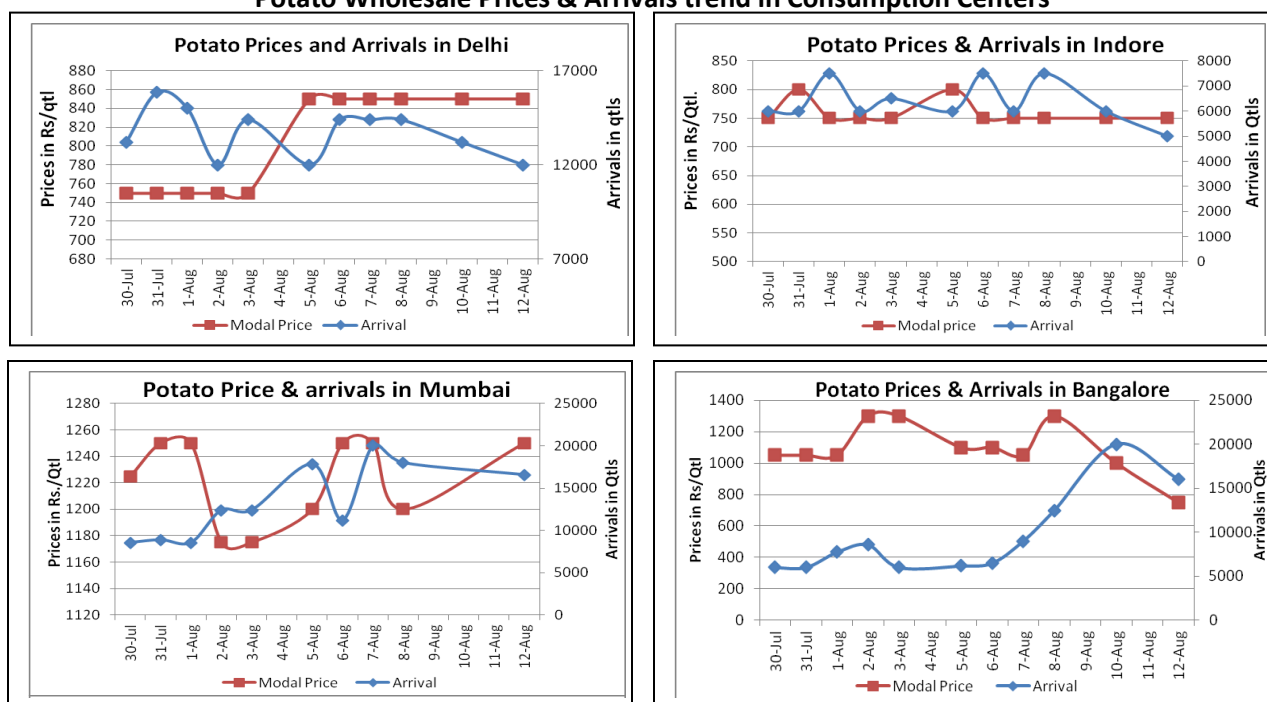 Potato Wholesale Prices & Arrivals trend in Consumption Centers
Potato Prices and Arrivals in Delhi
Prices in Rs/qtl
880
860
840
820
800
780
760
740
720
700
680
17000
12000
7000
Arrivals in qtls
30-Jul
31-Jul
1-Aug
2-Aug
3-Aug
4-Aug
5-Aug
6-Aug
7-Aug
8-Aug
9-Aug
10-Aug
11-Aug
12-Aug
Modal Price Arrival
Potato Prices & Arrivals in Indore
Prices in Rs/Qtl.
850
800
750
700
650
600
550
500
8000
7000
6000
5000
4000
3000
2000
1000
0
Arrivals in Qtls
30-Jul
31-Jul
1-Aug
2-Aug
3-Aug
4-Aug
5-Aug
6-Aug
7-Aug
8-Aug
9-Aug
10-Aug
11-Aug
12-Aug
Modal price Arrival
Potato Price & arrivals in Mumbai
Prices in Rs./Qtl
1280
1260
1240
1220
1200
1180
1160
1140
1120
25000
20000
15000
10000
5000
0
Arrivals in Qtls
30-Jul
31-Jul
1-Aug
2-Aug
3-Aug
4-Aug
5-Aug
6-Aug
7-Aug
8-Aug
9-Aug
10-Aug
11-Aug
12-Aug
Modal Price Arrival
Potato Prices & Arrivals in Bangalore
Prices in Rs/Qtl
1400
1200
1000
800
600
400
200
0
25000
20000
15000
10000
5000
0
Arrivals in Qtls
30-Jul
31-Jul
1-Aug
2-Aug
3-Aug
4-Aug
5-Aug
6-Aug
7-Aug
8-Aug
9-Aug
10-Aug
11-Aug
12-Aug
Modal Price Arrival